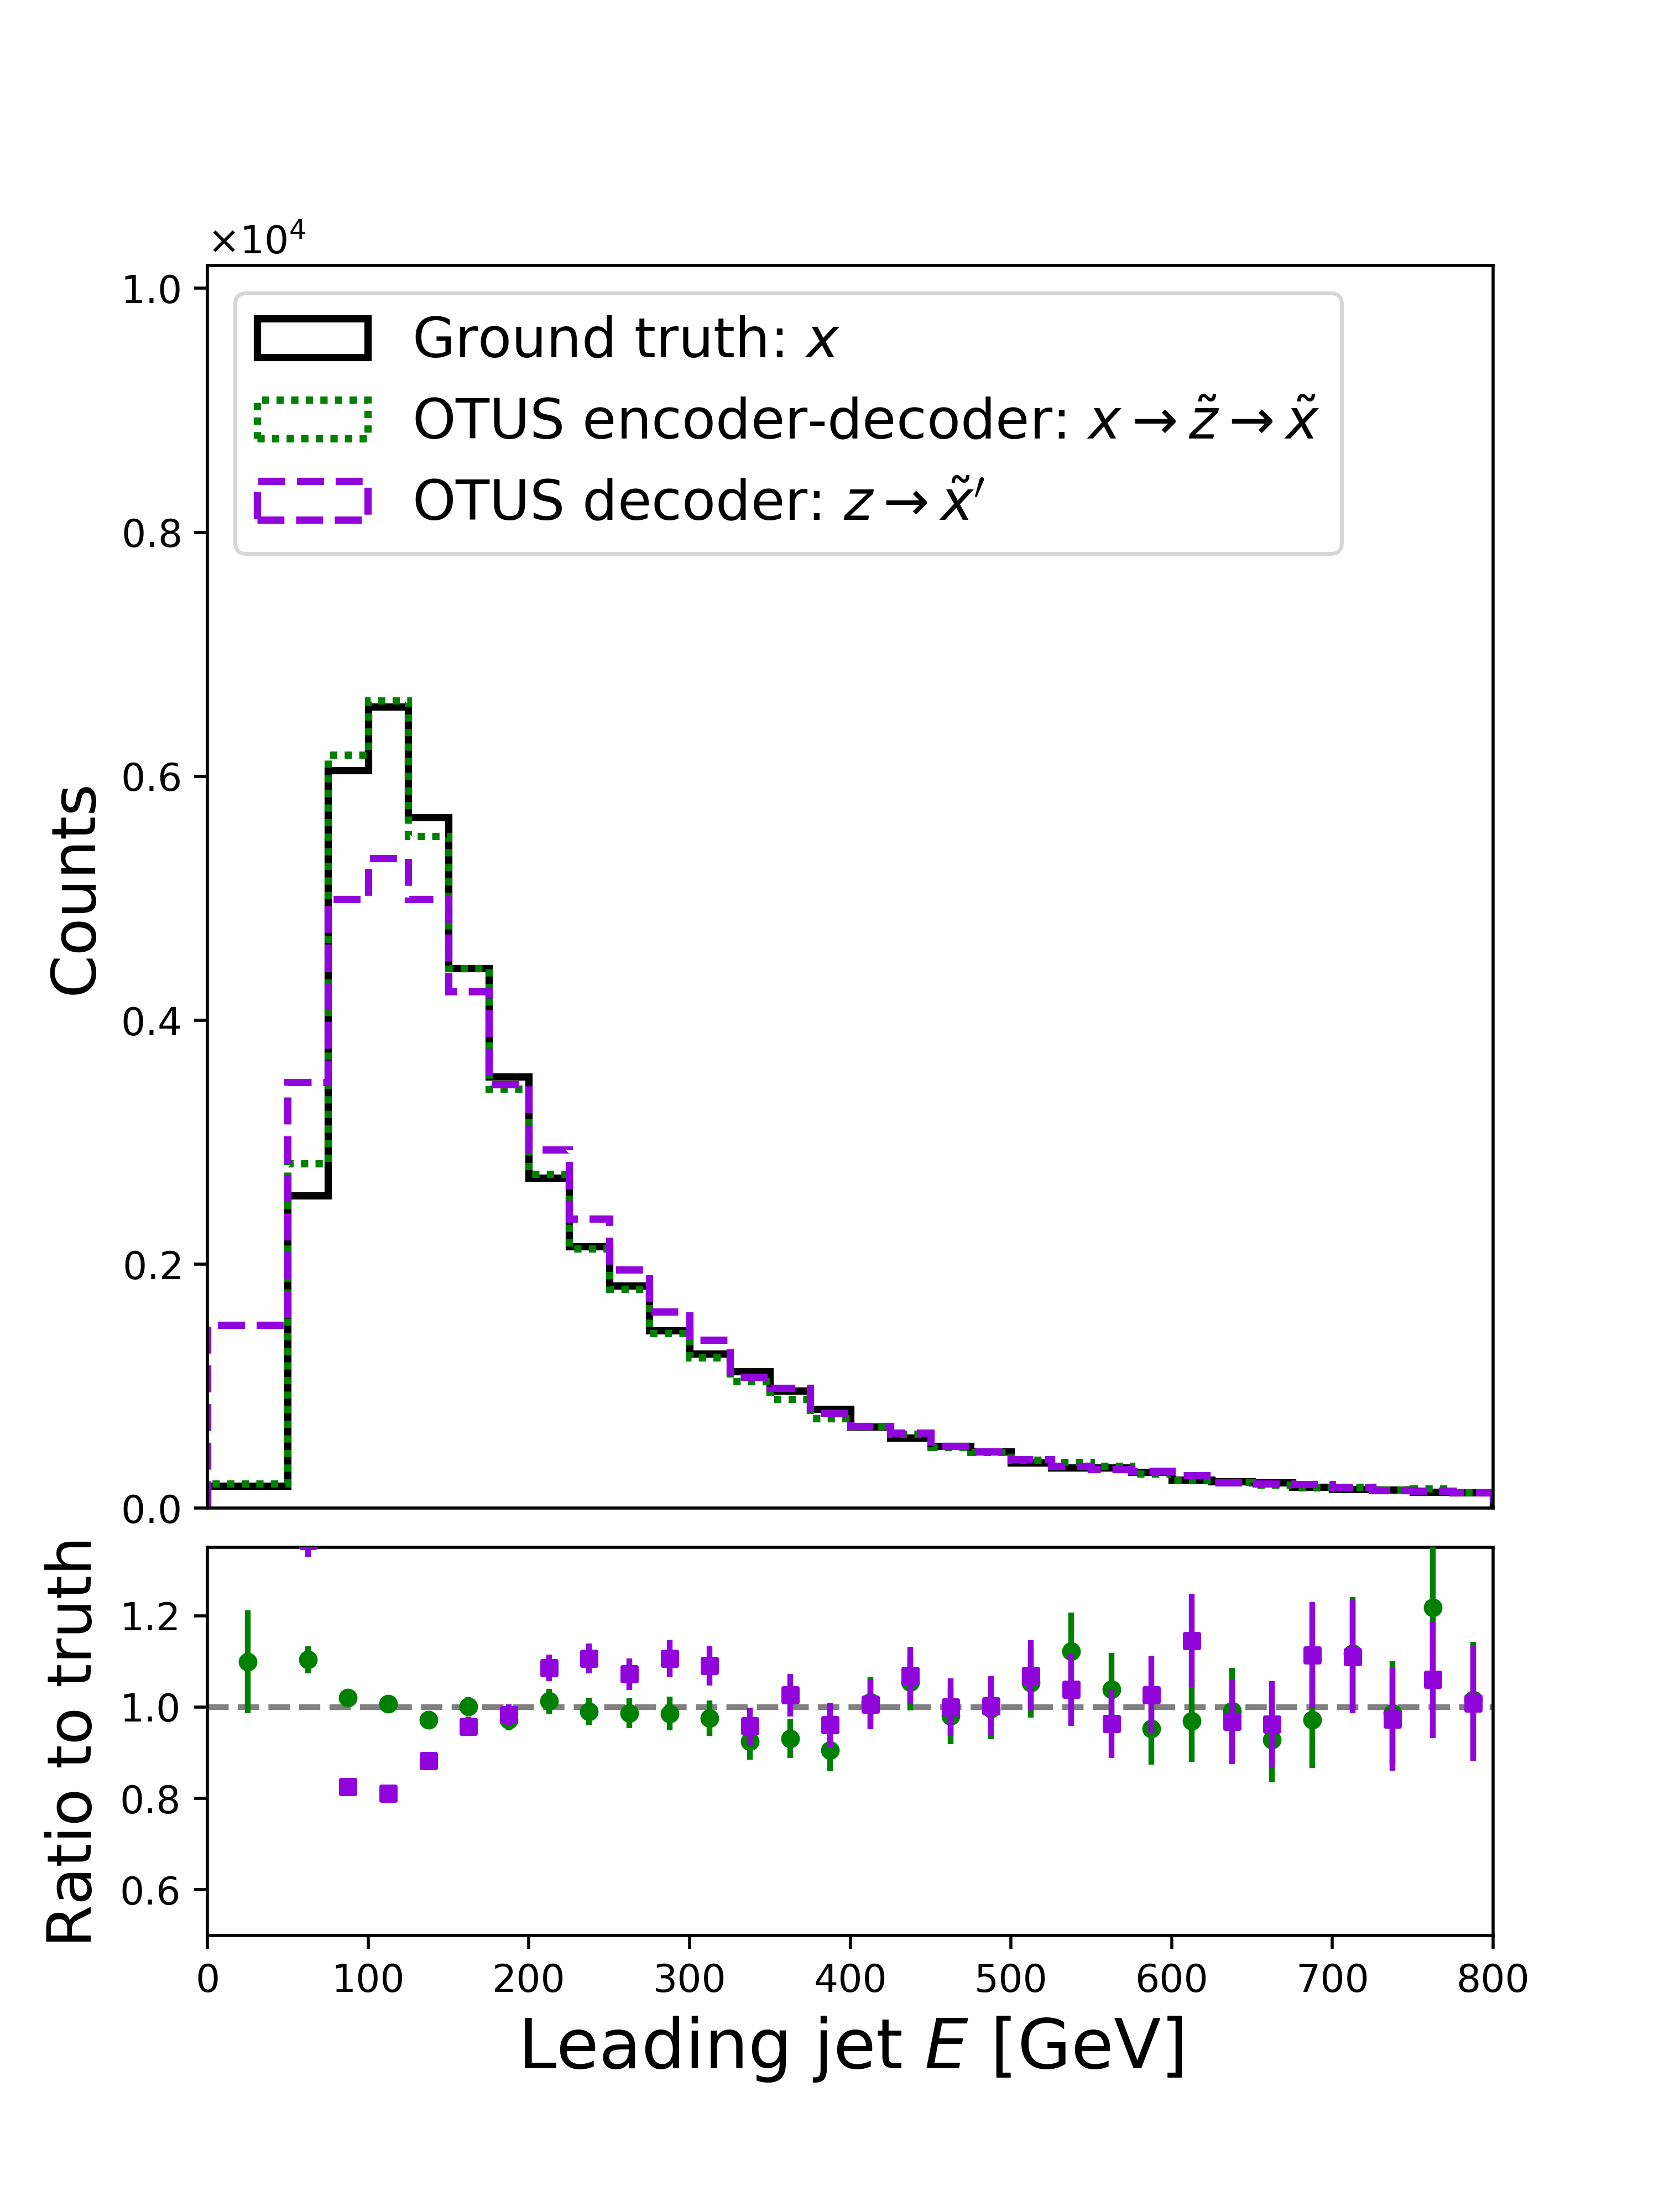 ×10⁴
1.0
0.8
0.6
0.4
0.2
0.0
Counts
Ground truth: x
OTUS encoder-decoder: x → z̃ → x̃
OTUS decoder: z → x̃′
1.2
1.0
0.8
0.6
Ratio to truth
0 100 200 300 400 500 600 700 800
Leading jet E [GeV]